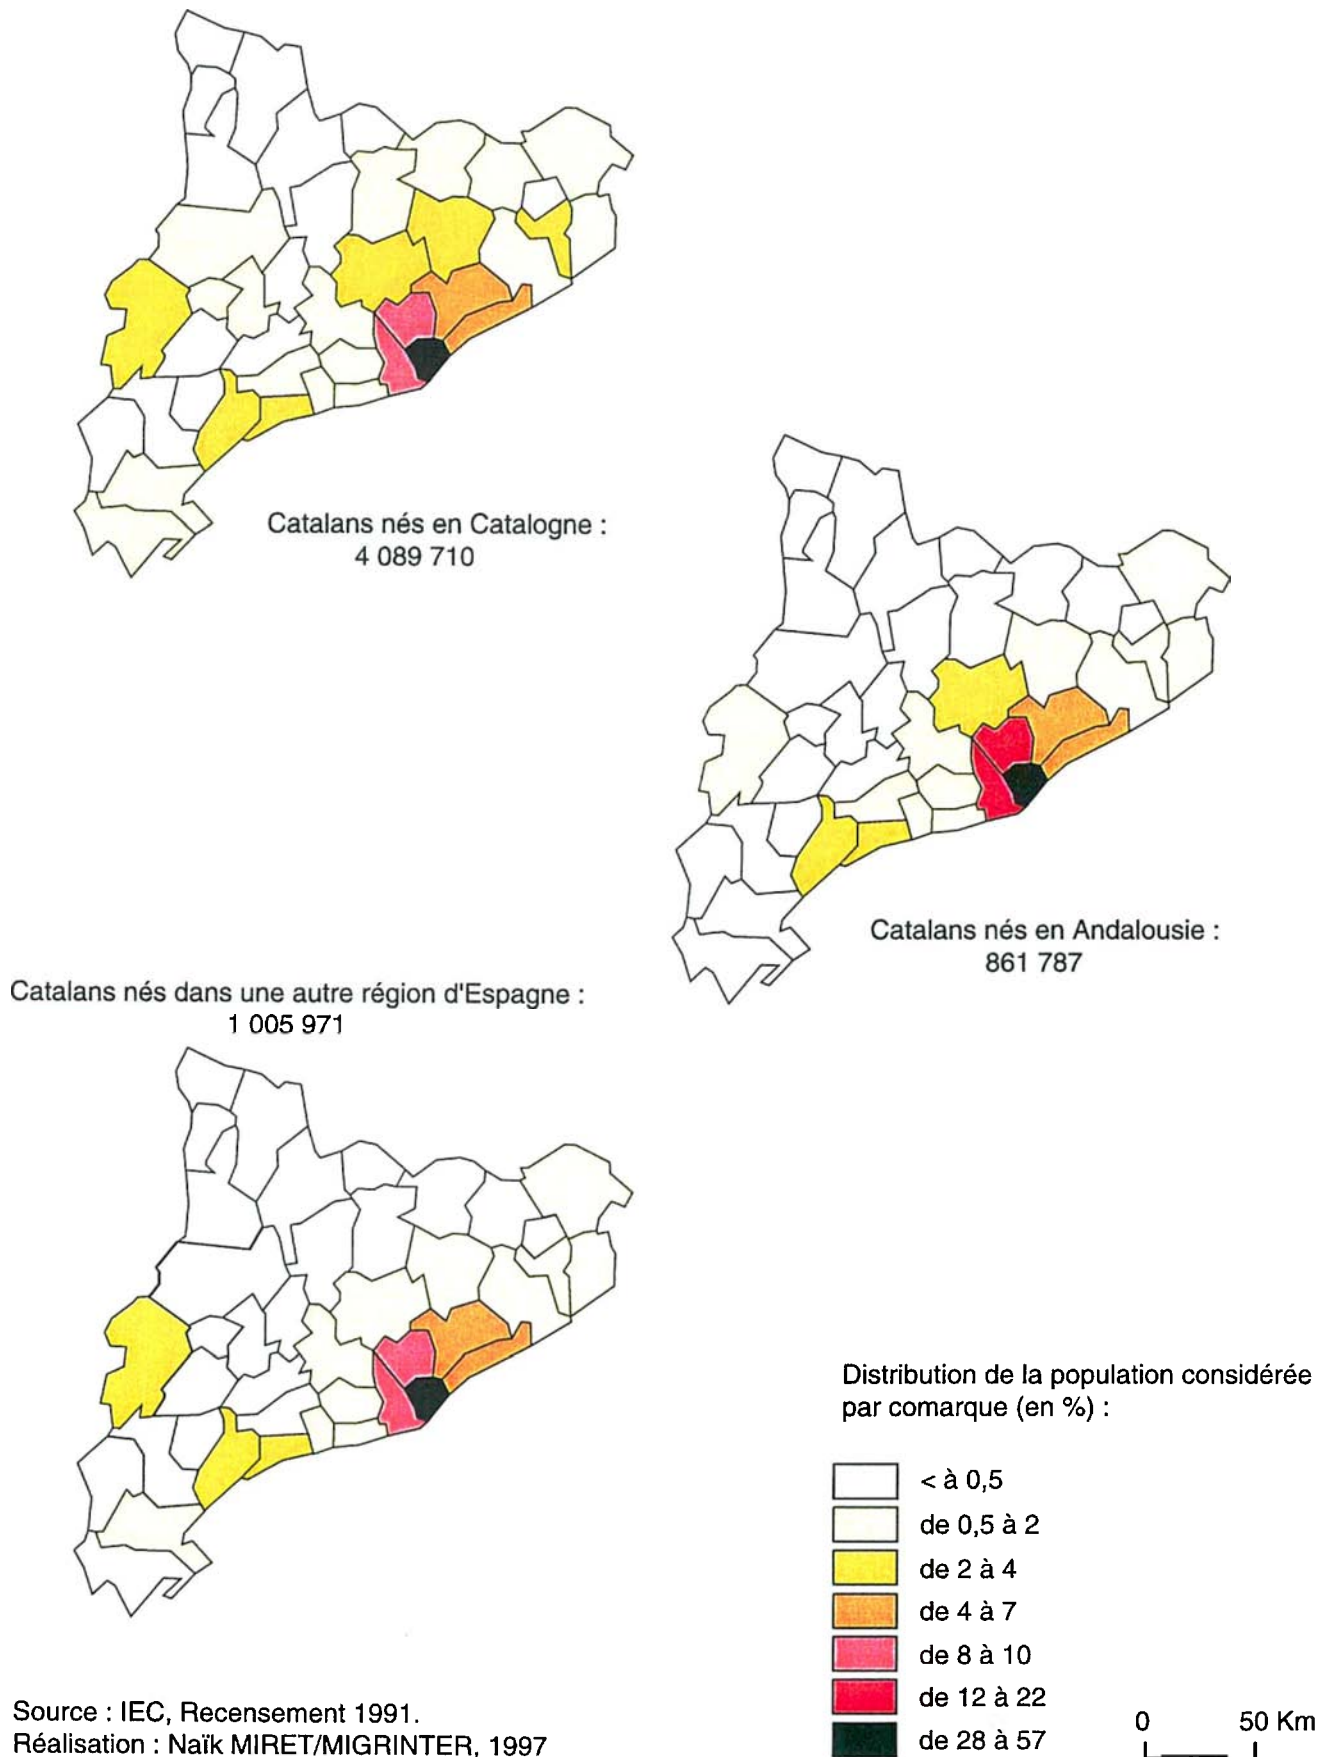 Catalans nés en Catalogne :
4 089 710
Catalans nés en Andalousie :
861 787
Catalans nés dans une autre région d'Espagne :
1 005 971
Distribution de la population considérée
par comarque (en %) :
< à 0,5
de 0,5 à 2
de 2 à 4
de 4 à 7
de 8 à 10
de 12 à 22
de 28 à 57
0 50 Km
Source : IEC, Recensement 1991.
Réalisation : Naïk MIRET/MIGRINTER, 1997